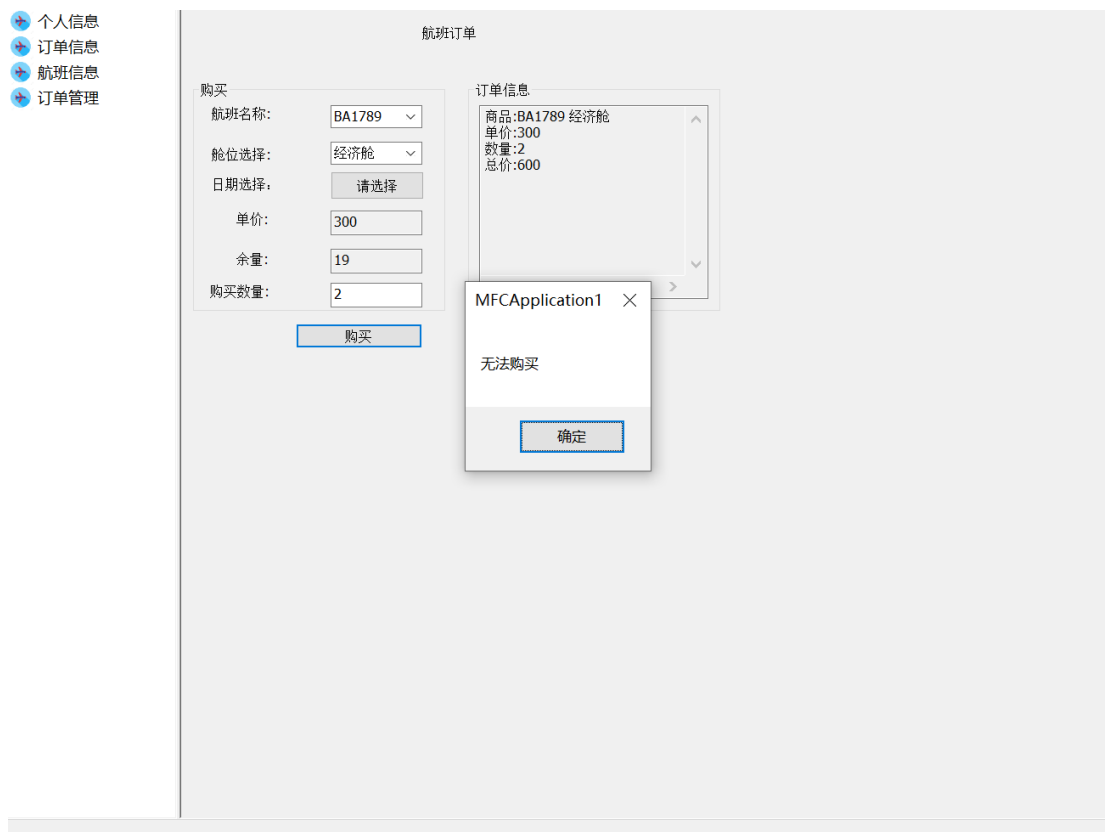 个人信息
订单信息
航班信息
订单管理
航班订单
购买
航班名称:
BA1789
舱位选择:
经济舱
日期选择:
请选择
单价:
300
余量:
19
购买数量:
2
购买
订单信息
商品:BA1789 经济舱
单价:300
数量:2
总价:600
MFCApplication1
无法购买
确定